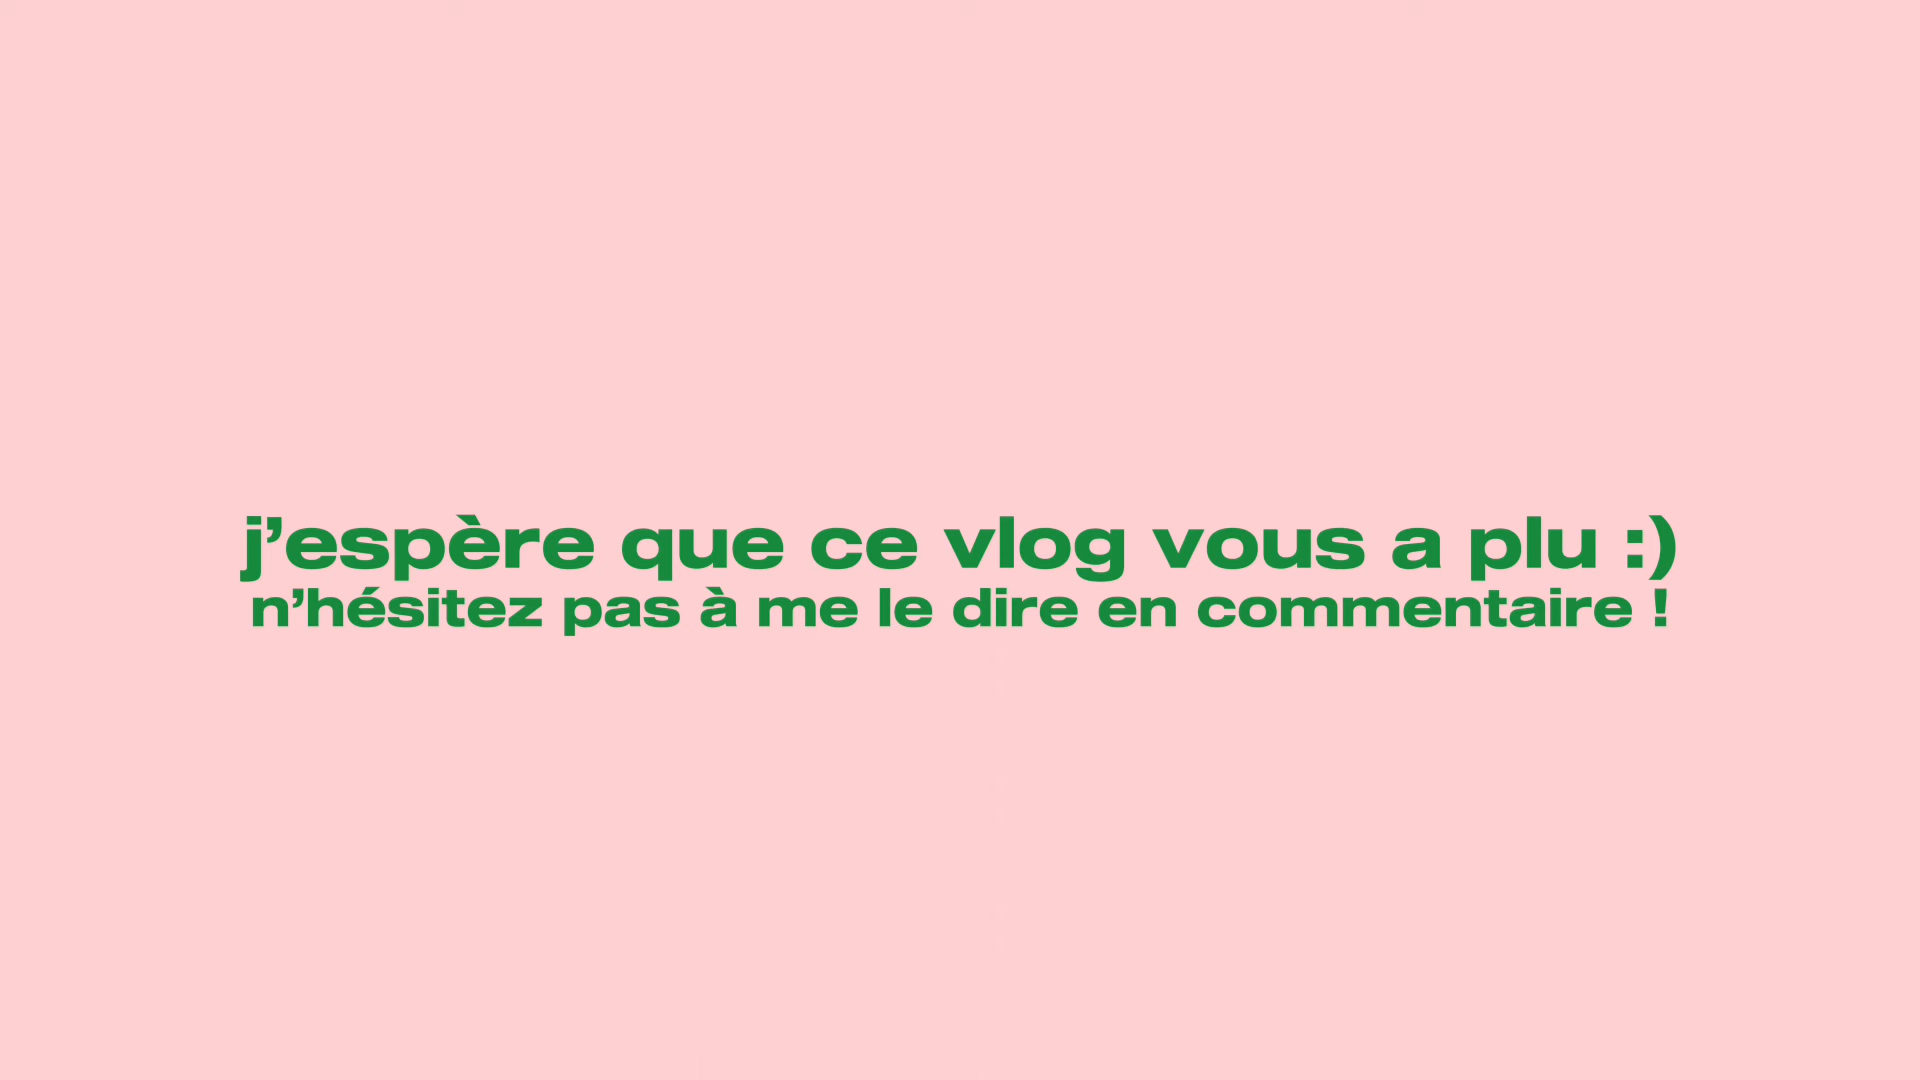 j’espère que ce vlog vous a plu :)
n’hésitez pas à me le dire en commentaire !